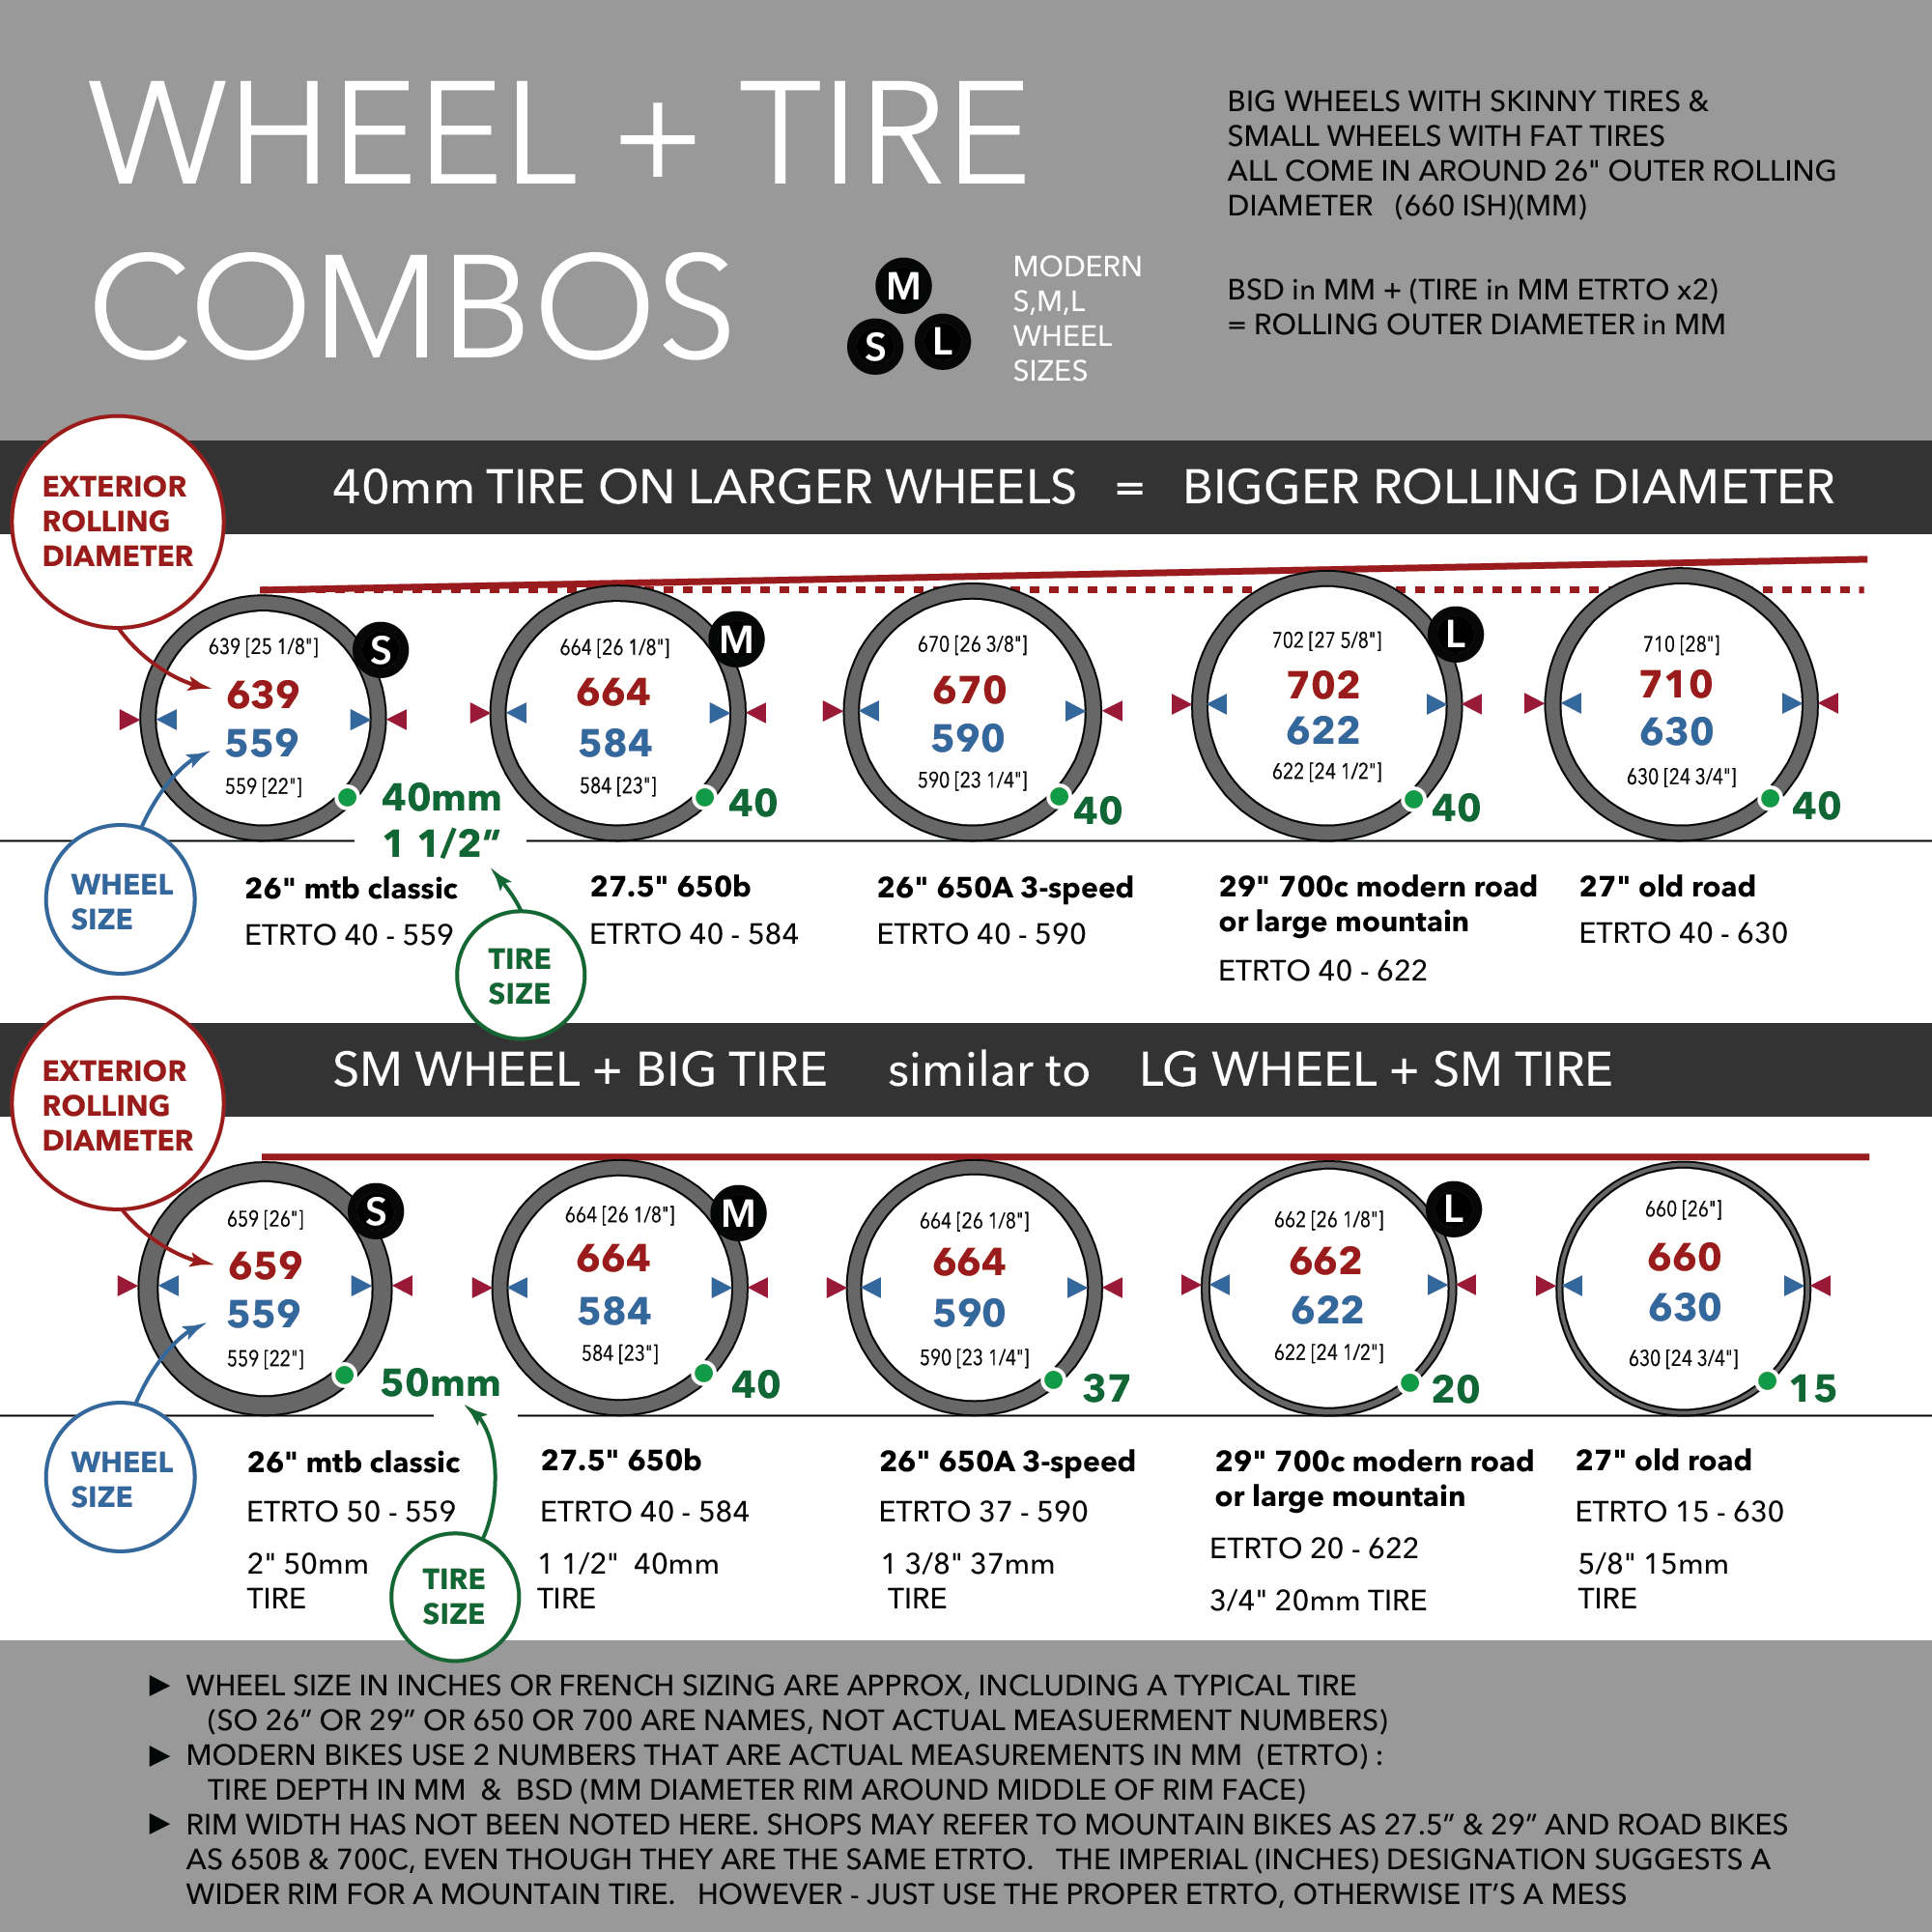 WHEEL + TIRE
COMBOS
M
S L
MODERN
S,M,L
WHEEL
SIZES
BIG WHEELS WITH SKINNY TIRES &
SMALL WHEELS WITH FAT TIRES
ALL COME IN AROUND 26" OUTER ROLLING
DIAMETER (660 ISH)(MM)
BSD in MM + (TIRE in MM ETRTO x2)
= ROLLING OUTER DIAMETER in MM
EXTERIOR
ROLLING
DIAMETER
40mm TIRE ON LARGER WHEELS = BIGGER ROLLING DIAMETER
639 [25 1/8"]
639
559
559 [22"]
S
40mm
1 1/2”
664 [26 1/8"]
664
584
584 [23"]
M
40
670 [26 3/8"]
670
590
590 [23 1/4"]
40
702 [27 5/8"]
702
622
622 [24 1/2"]
L
40
710 [28"]
710
630
630 [24 3/4"]
40
WHEEL
SIZE
26" mtb classic
ETRTO 40 - 559
TIRE
SIZE
27.5" 650b
ETRTO 40 - 584
26" 650A 3-speed
ETRTO 40 - 590
29" 700c modern road
or large mountain
ETRTO 40 - 622
27" old road
ETRTO 40 - 630
EXTERIOR
ROLLING
DIAMETER
SM WHEEL + BIG TIRE similar to LG WHEEL + SM TIRE
659 [26"]
659
559
559 [22"]
S
50mm
664 [26 1/8"]
664
584
584 [23"]
M
40
664 [26 1/8"]
664
590
590 [23 1/4"]
37
662 [26 1/8"]
662
622
622 [24 1/2"]
L
20
660 [26"]
660
630
630 [24 3/4"]
15
WHEEL
SIZE
26" mtb classic
ETRTO 50 - 559
2" 50mm
TIRE
TIRE
SIZE
27.5" 650b
ETRTO 40 - 584
1 1/2" 40mm
TIRE
26" 650A 3-speed
ETRTO 37 - 590
1 3/8" 37mm
TIRE
29" 700c modern road
or large mountain
ETRTO 20 - 622
3/4" 20mm TIRE
27" old road
ETRTO 15 - 630
5/8" 15mm
TIRE
▶ WHEEL SIZE IN INCHES OR FRENCH SIZING ARE APPROX, INCLUDING A TYPICAL TIRE
(SO 26” OR 29” OR 650 OR 700 ARE NAMES, NOT ACTUAL MEASUERMENT NUMBERS)
▶ MODERN BIKES USE 2 NUMBERS THAT ARE ACTUAL MEASUREMENTS IN MM (ETRTO) :
TIRE DEPTH IN MM & BSD (MM DIAMETER RIM AROUND MIDDLE OF RIM FACE)
▶ RIM WIDTH HAS NOT BEEN NOTED HERE. SHOPS MAY REFER TO MOUNTAIN BIKES AS 27.5” & 29” AND ROAD BIKES
AS 650B & 700C, EVEN THOUGH THEY ARE THE SAME ETRTO. THE IMPERIAL (INCHES) DESIGNATION SUGGESTS A
WIDER RIM FOR A MOUNTAIN TIRE. HOWEVER - JUST USE THE PROPER ETRTO, OTHERWISE IT’S A MESS